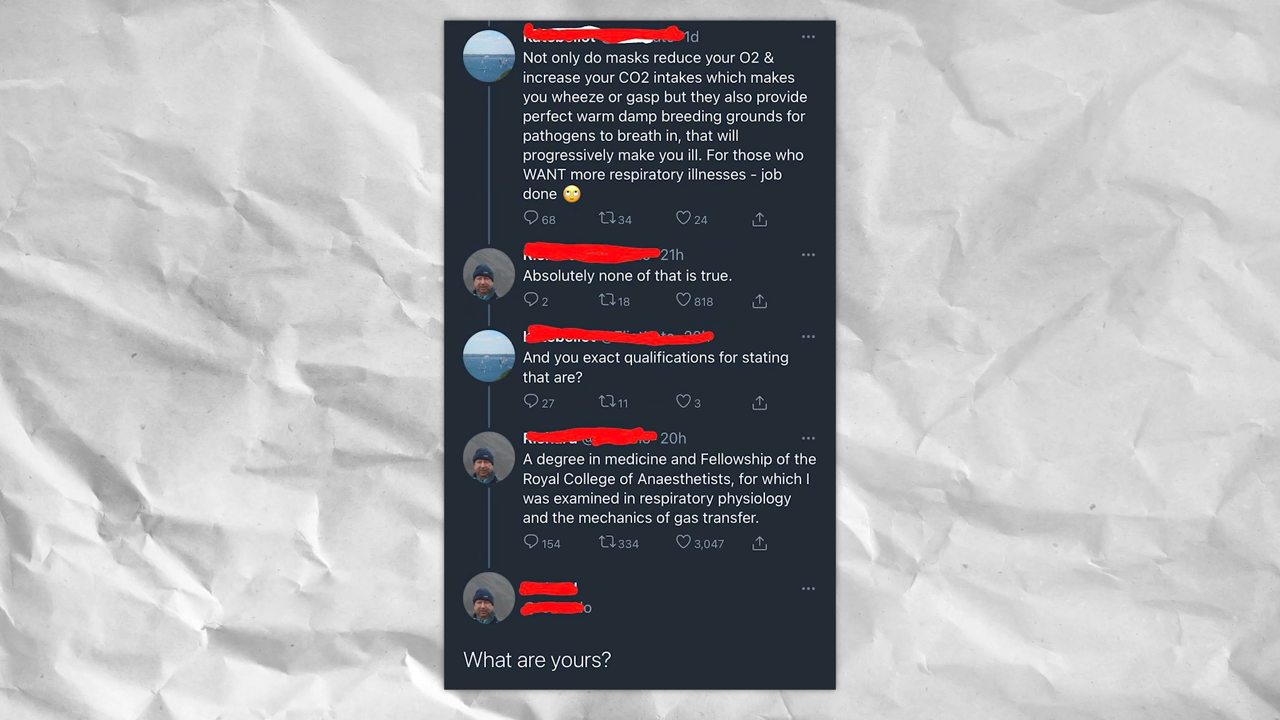 1d
Not only do masks reduce your O2 &
increase your CO2 intakes which makes
you wheeze or gasp but they also provide
perfect warm damp breeding grounds for
pathogens to breath in, that will
progressively make you ill. For those who
WANT more respiratory illnesses - job
done 🙄
68 34 24
21h
Absolutely none of that is true.
2 18 818
And you exact qualifications for stating
that are?
27 11 3
Richard @ 20h
A degree in medicine and Fellowship of the
Royal College of Anaesthetists, for which I
was examined in respiratory physiology
and the mechanics of gas transfer.
154 334 3,047
What are yours?